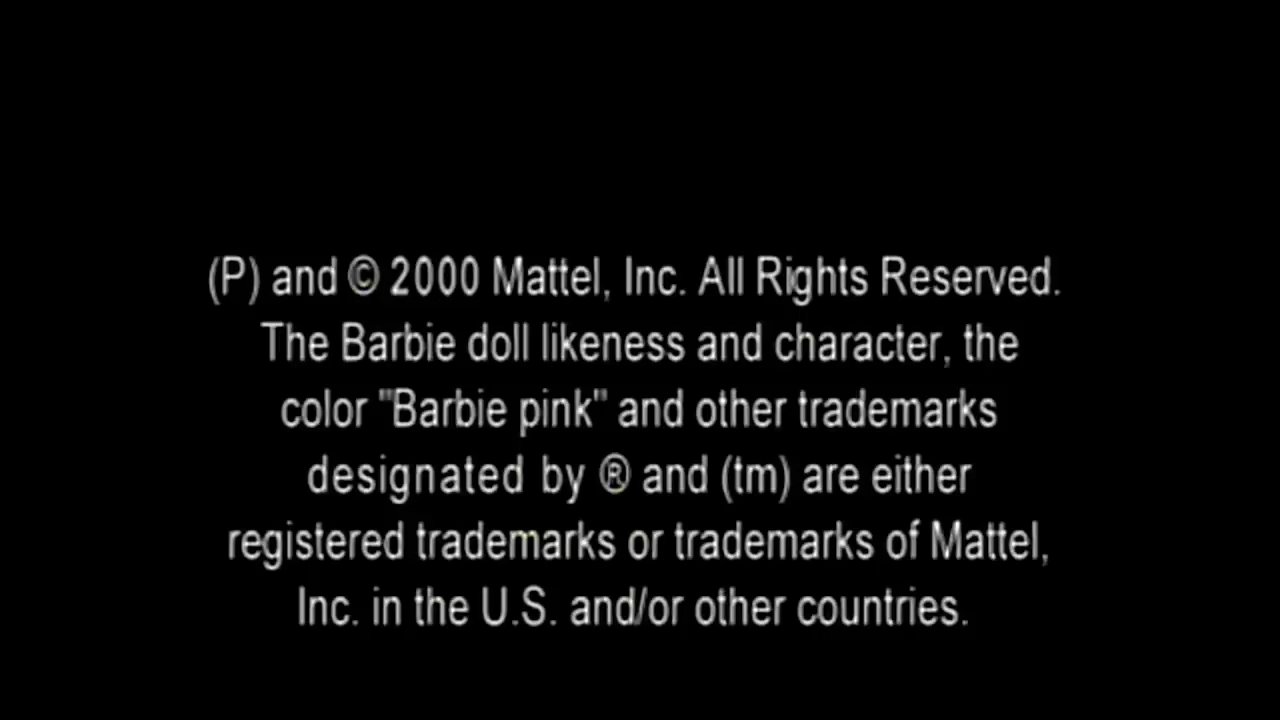 (P) and © 2000 Mattel, Inc. All Rights Reserved.
The Barbie doll likeness and character, the
color "Barbie pink" and other trademarks
designated by ® and (tm) are either
registered trademarks or trademarks of Mattel,
Inc. in the U.S. and/or other countries.